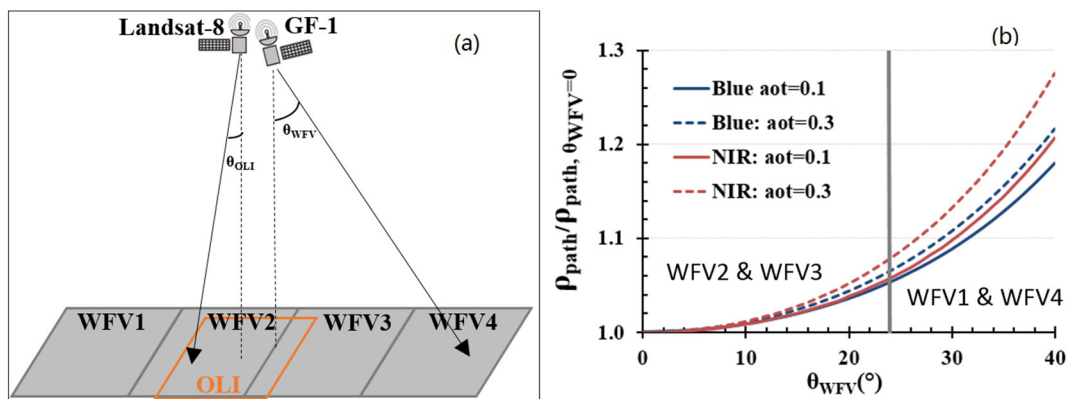 Landsat-8
GF-1
(a)
θOLI
θWFV
WFV1
WFV2
WFV3
WFV4
OLI
(b)
1.3
1.2
1.1
1.0
ρpath/ρpath, θWFV=0
Blue aot=0.1
Blue: aot=0.3
NIR: aot=0.1
NIR: aot=0.3
WFV2 & WFV3
WFV1 & WFV4
0 10 20 30 40
θWFV(°)